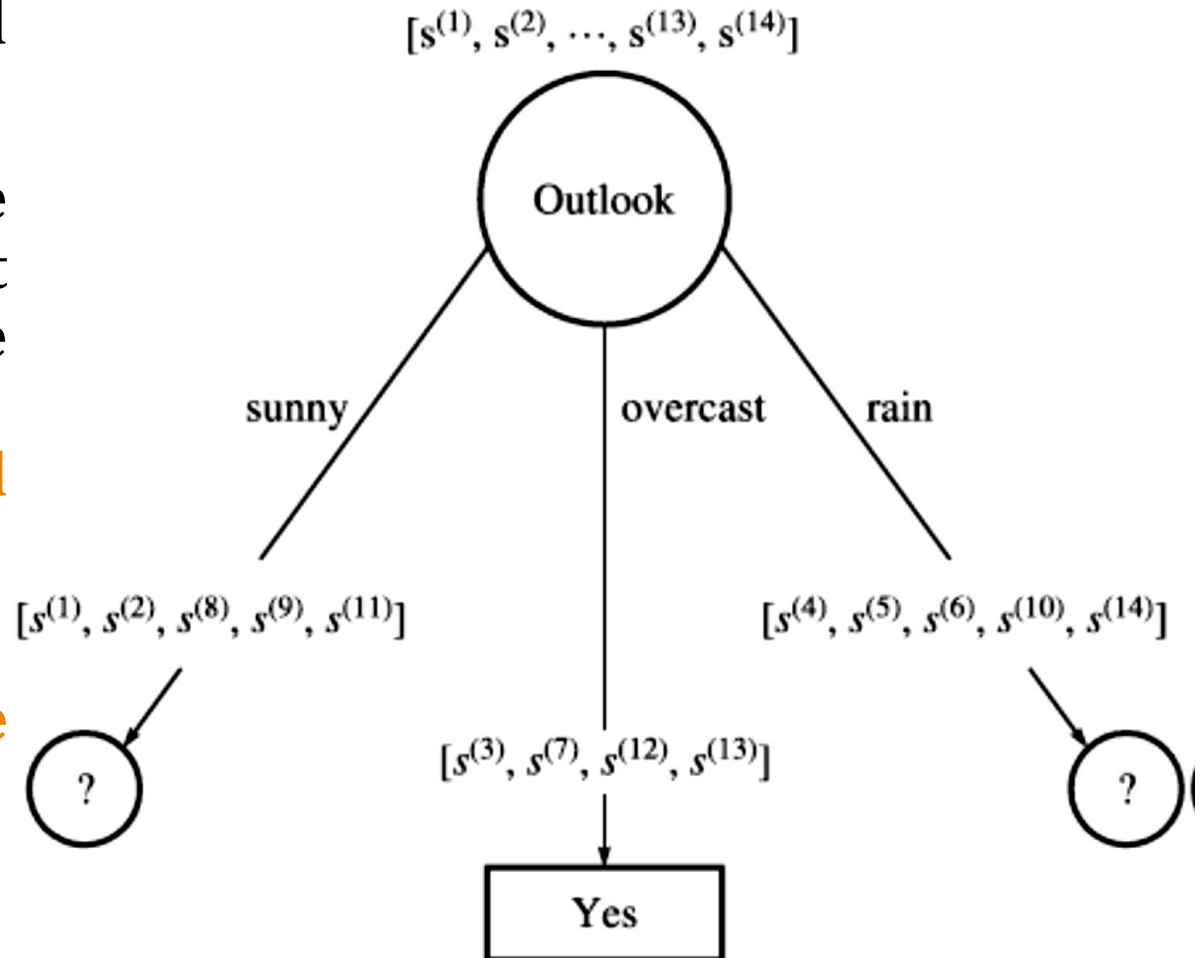 [s⁽¹⁾, s⁽²⁾, ⋯, s⁽¹³⁾, s⁽¹⁴⁾]
Outlook
sunny overcast rain
[s⁽¹⁾, s⁽²⁾, s⁽⁸⁾, s⁽⁹⁾, s⁽¹¹⁾] [s⁽⁴⁾, s⁽⁵⁾, s⁽⁶⁾, s⁽¹⁰⁾, s⁽¹⁴⁾]
[s⁽³⁾, s⁽⁷⁾, s⁽¹²⁾, s⁽¹³⁾]
? ?
Yes